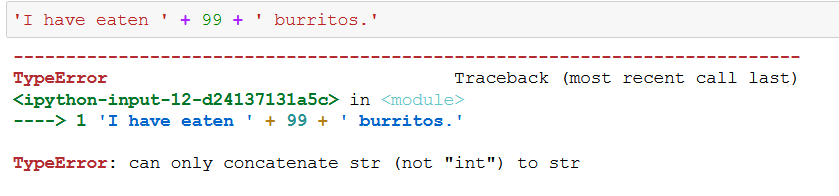 'I have eaten ' + 99 + ' burritos.'
---------------------------------------------------------------------------
TypeError                                 Traceback (most recent call last)
<ipython-input-12-d24137131a5c> in <module>
----> 1 'I have eaten ' + 99 + ' burritos.'
TypeError: can only concatenate str (not "int") to str